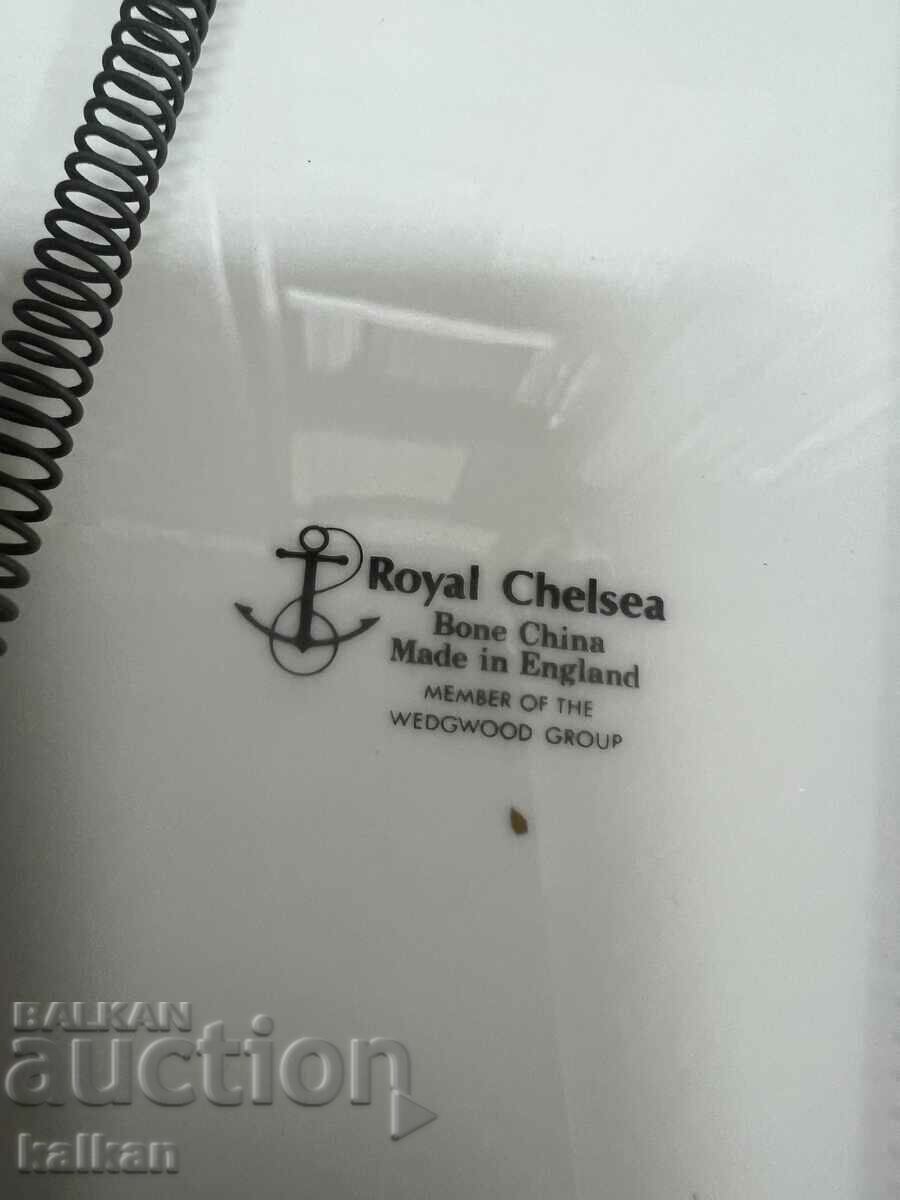 Royal Chelsea
Bone China
Made in England
MEMBER OF THE
WEDGWOOD GROUP
BALKAN
auction
kalkan